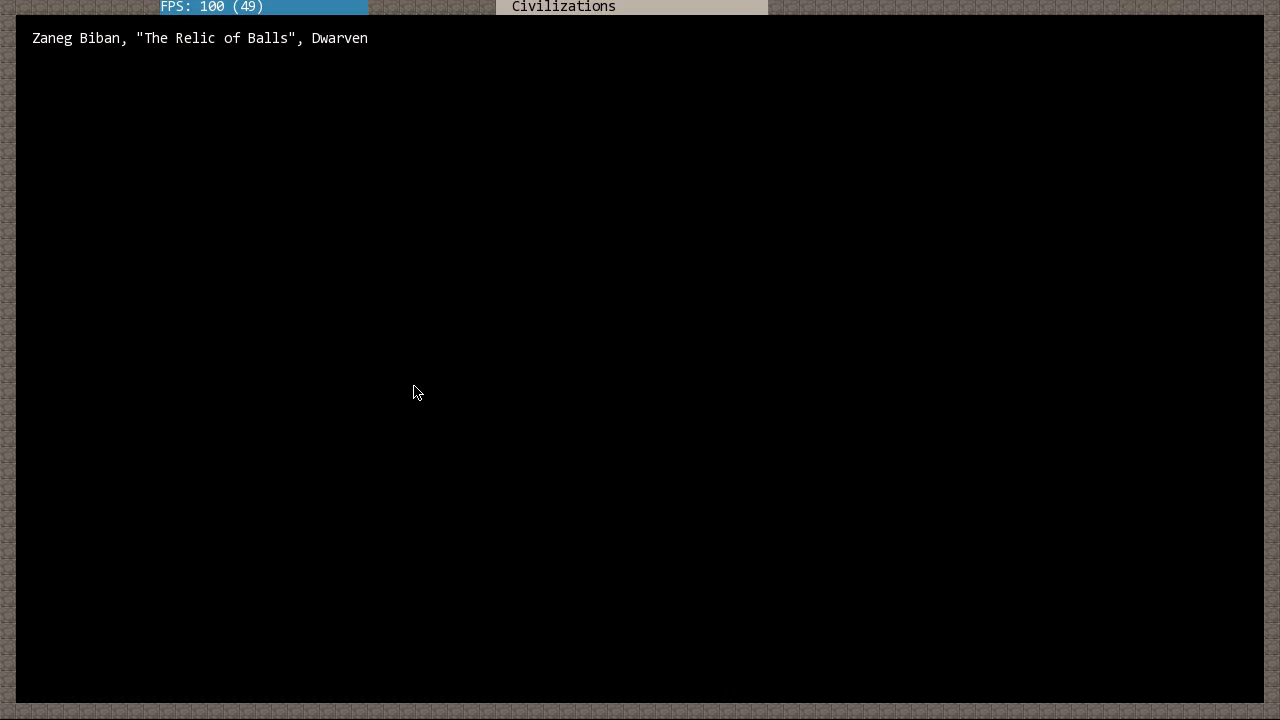 FPS: 100 (49)
Civilizations
Zaneg Biban, "The Relic of Balls", Dwarven